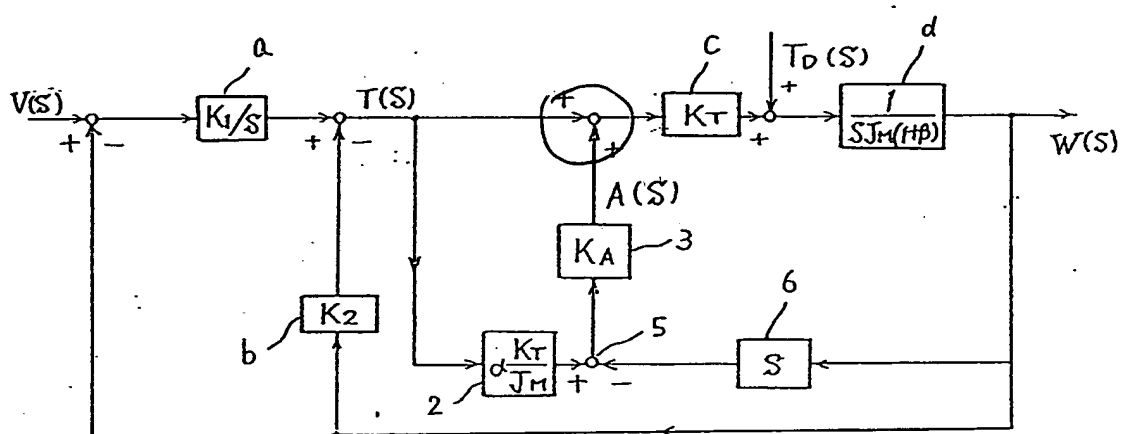 a
c
d
V(S)
K1/S
T(S)
KT
TD(S)
1
SJM(1+β)
W(S)
+
−
+
−
+
+
+
+
A(S)
KA
3
K2
b
5
6
α KT
JM
2
+
−
S